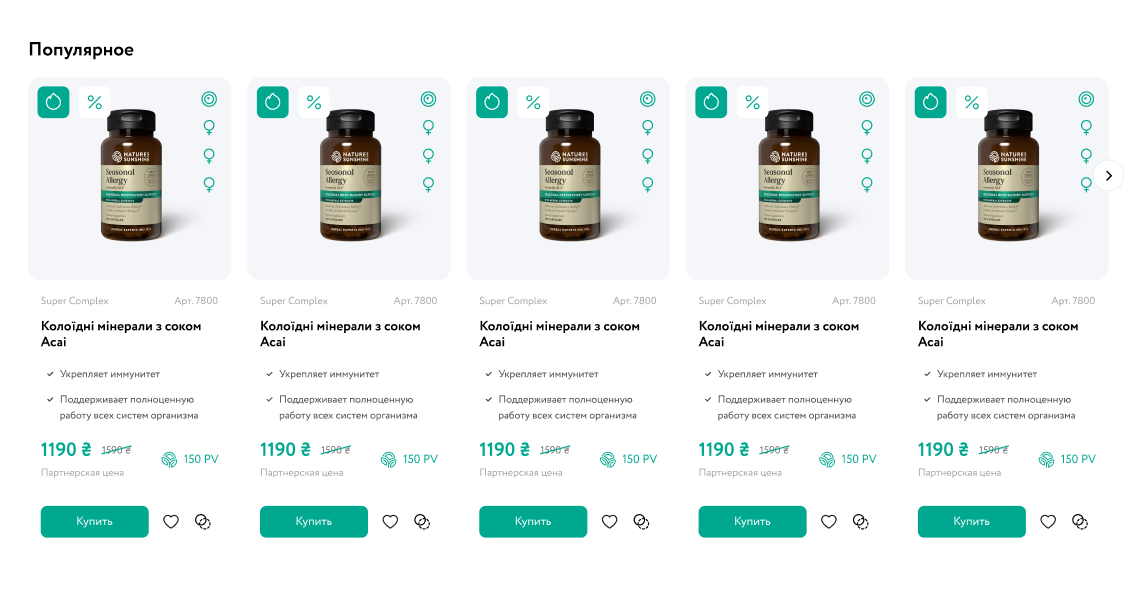 Популярное
%
%
%
%
%
NATURE'S
SUNSHINE
Seasonal
Allergy
NATURE'S
SUNSHINE
Seasonal
Allergy
NATURE'S
SUNSHINE
Seasonal
Allergy
NATURE'S
SUNSHINE
Seasonal
Allergy
NATURE'S
SUNSHINE
Seasonal
Allergy
Super Complex Арт. 7800
Колоїдні мінерали з соком
Acai
Укрепляет иммунитет
Поддерживает полноценную
работу всех систем организма
1190 ₴ 1590 ₴
Партнерская цена
150 PV
Купить
Super Complex Арт. 7800
Колоїдні мінерали з соком
Acai
Укрепляет иммунитет
Поддерживает полноценную
работу всех систем организма
1190 ₴ 1590 ₴
Партнерская цена
150 PV
Купить
Super Complex Арт. 7800
Колоїдні мінерали з соком
Acai
Укрепляет иммунитет
Поддерживает полноценную
работу всех систем организма
1190 ₴ 1590 ₴
Партнерская цена
150 PV
Купить
Super Complex Арт. 7800
Колоїдні мінерали з соком
Acai
Укрепляет иммунитет
Поддерживает полноценную
работу всех систем организма
1190 ₴ 1590 ₴
Партнерская цена
150 PV
Купить
Super Complex Арт. 7800
Колоїдні мінерали з соком
Acai
Укрепляет иммунитет
Поддерживает полноценную
работу всех систем организма
1190 ₴ 1590 ₴
Партнерская цена
150 PV
Купить